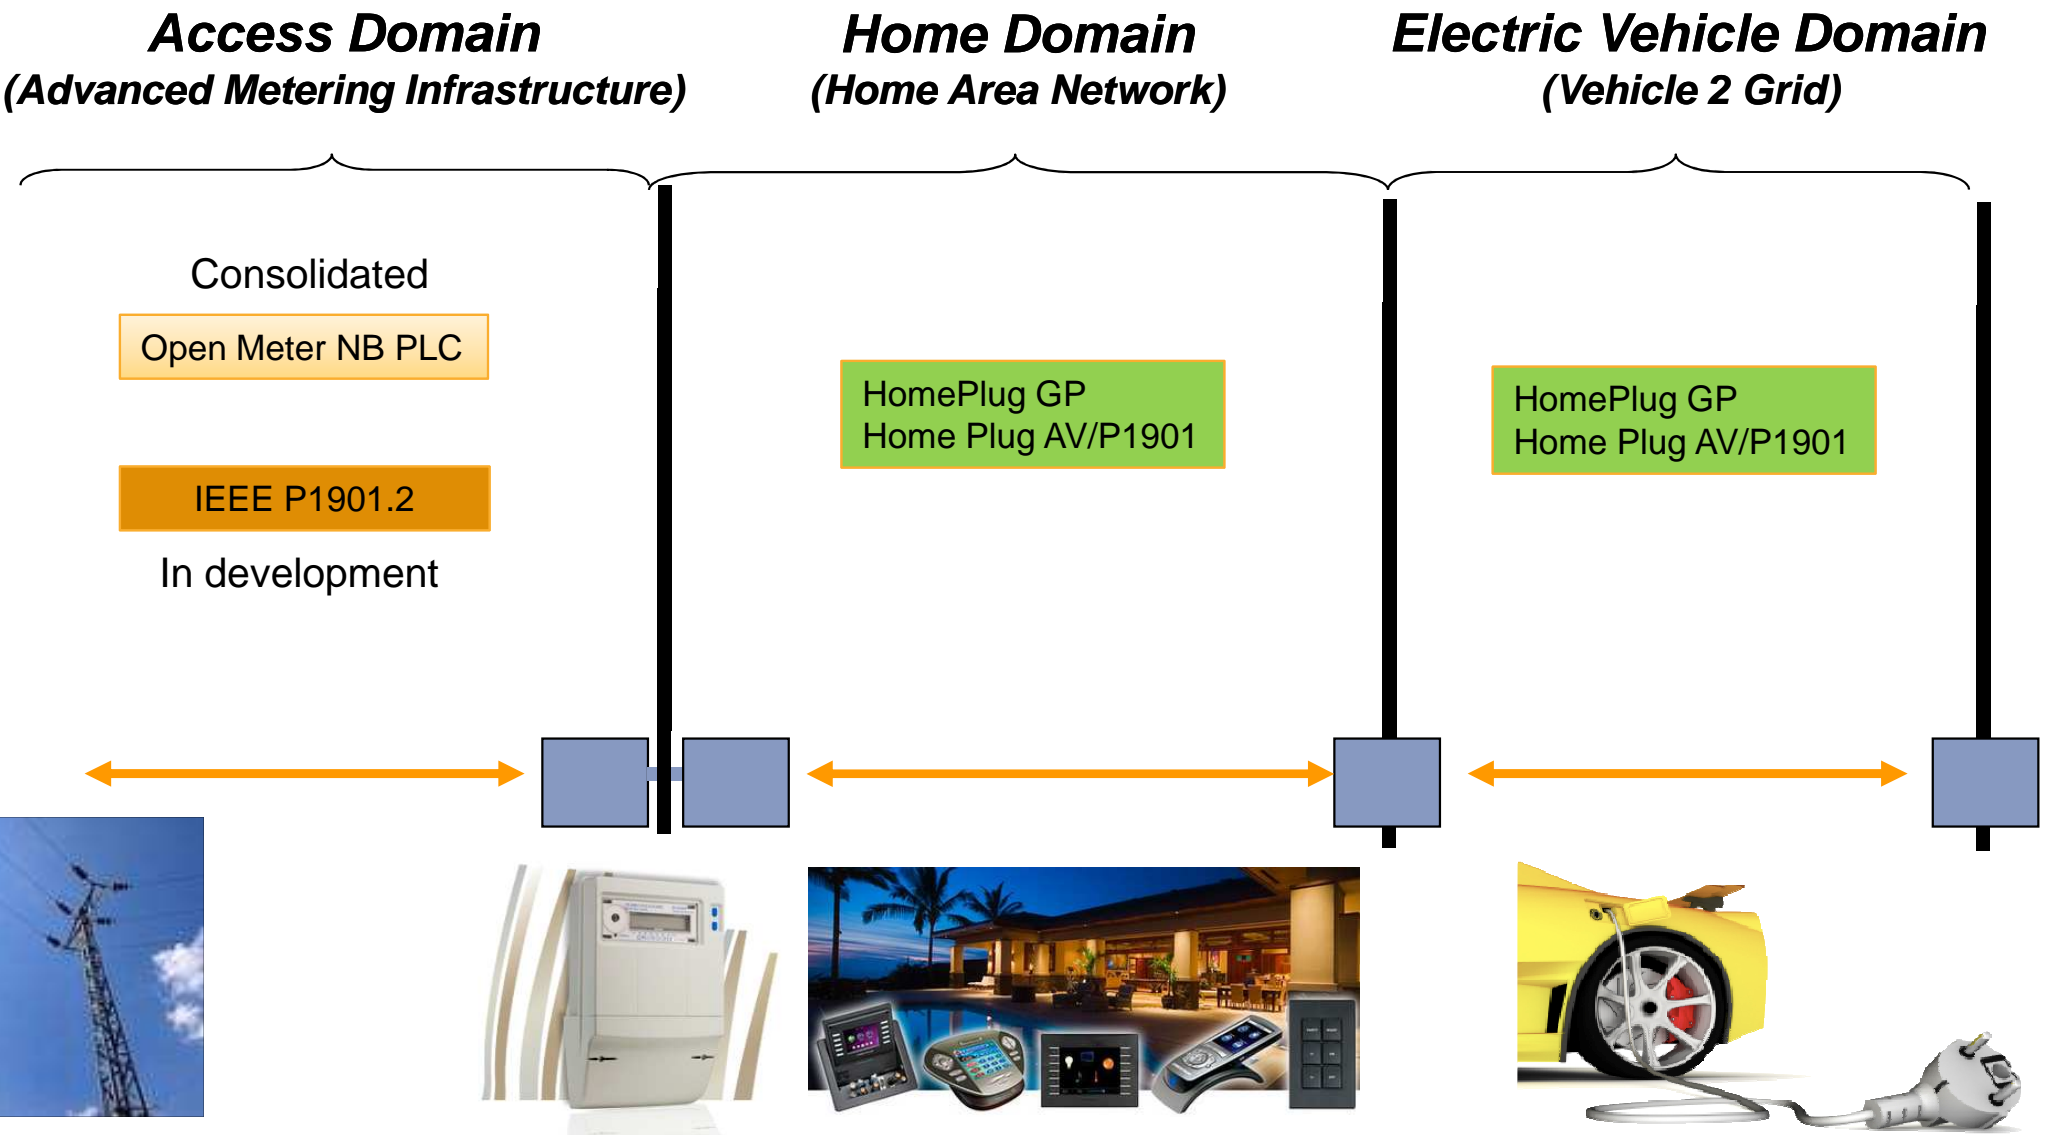 Access Domain
(Advanced Metering Infrastructure)
Home Domain
(Home Area Network)
Electric Vehicle Domain
(Vehicle 2 Grid)
Consolidated
Open Meter NB PLC
IEEE P1901.2
In development
HomePlug GP
Home Plug AV/P1901
HomePlug GP
Home Plug AV/P1901